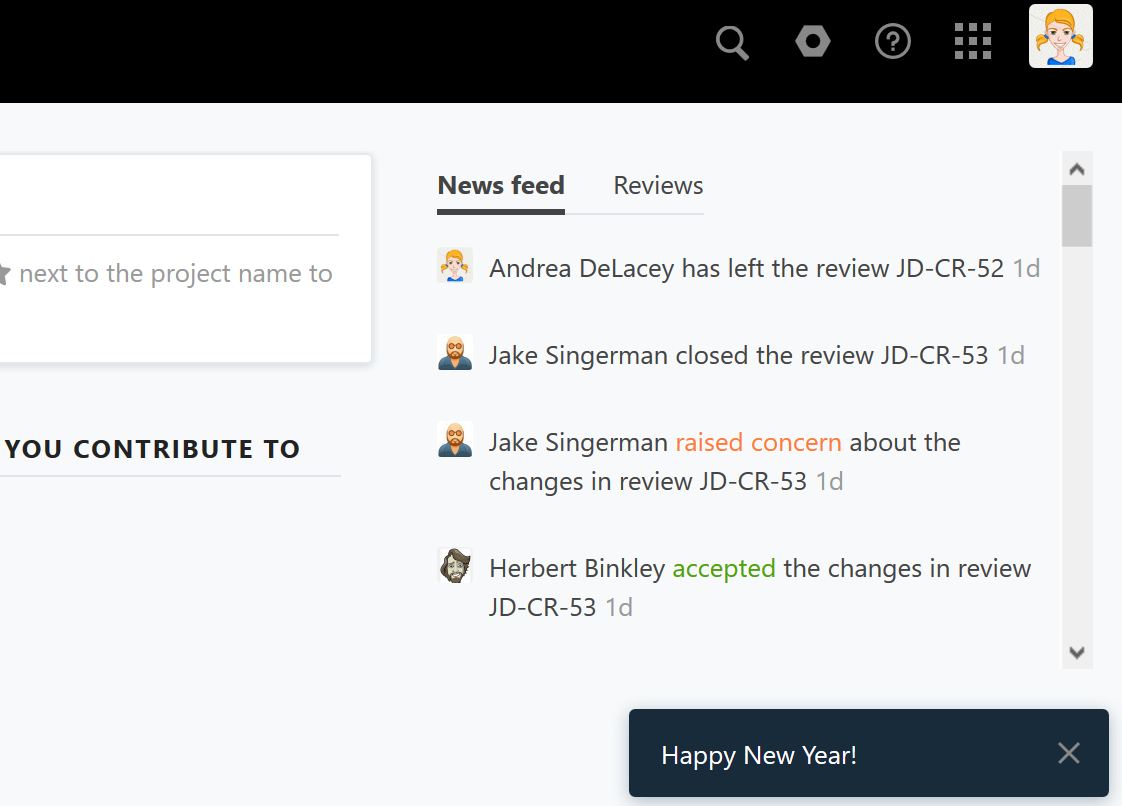 next to the project name to
YOU CONTRIBUTE TO
News feed
Reviews
Andrea DeLacey has left the review JD-CR-52 1d
Jake Singerman closed the review JD-CR-53 1d
Jake Singerman raised concern about the
changes in review JD-CR-53 1d
Herbert Binkley accepted the changes in review
JD-CR-53 1d
Happy New Year!